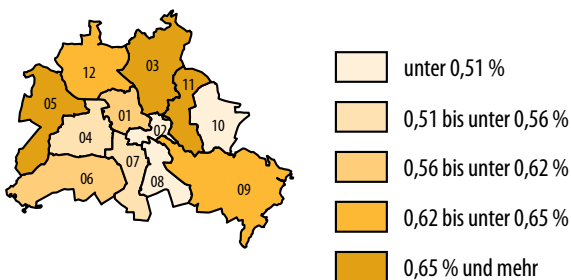 03
12
11
05
01
02
10
04
07
06
08
09
unter 0,51 %
0,51 bis unter 0,56 %
0,56 bis unter 0,62 %
0,62 bis unter 0,65 %
0,65 % und mehr